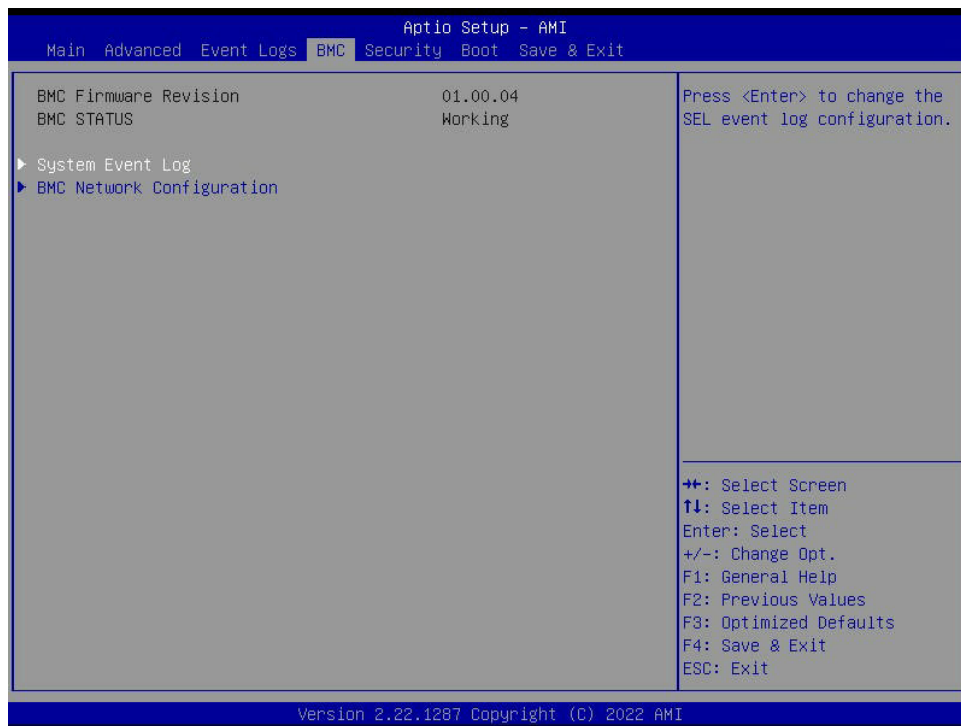 Aptio Setup – AMI
Main Advanced Event Logs BMC Security Boot Save & Exit
BMC Firmware Revision 01.00.04
BMC STATUS Working
▶ System Event Log
▶ BMC Network Configuration
Press <Enter> to change the
SEL event log configuration.
→←: Select Screen
↑↓: Select Item
Enter: Select
+/-: Change Opt.
F1: General Help
F2: Previous Values
F3: Optimized Defaults
F4: Save & Exit
ESC: Exit
Version 2.22.1287 Copyright (C) 2022 AMI